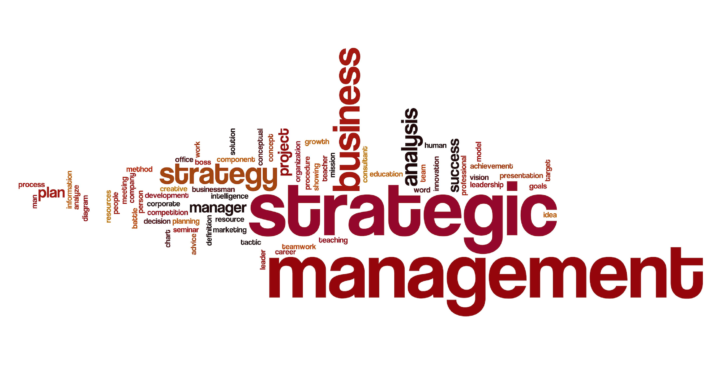 strategic
management
business
strategy
analysis
manager
project
success
plan
process
man
information
analyze
diagram
resources
people
meeting
company
battle
person
method
office
work
boss
component
solution
conceptual
concept
creative
businessman
development
intelligence
corporate
competition
decision
planning
resource
chart
seminar
advice
definition
marketing
tactic
leader
career
teamwork
teaching
organization
procedure
showing
teacher
mission
growth
consultant
education
team
word
human
innovation
professional
vision
leadership
model
achievement
presentation
goals
target
idea